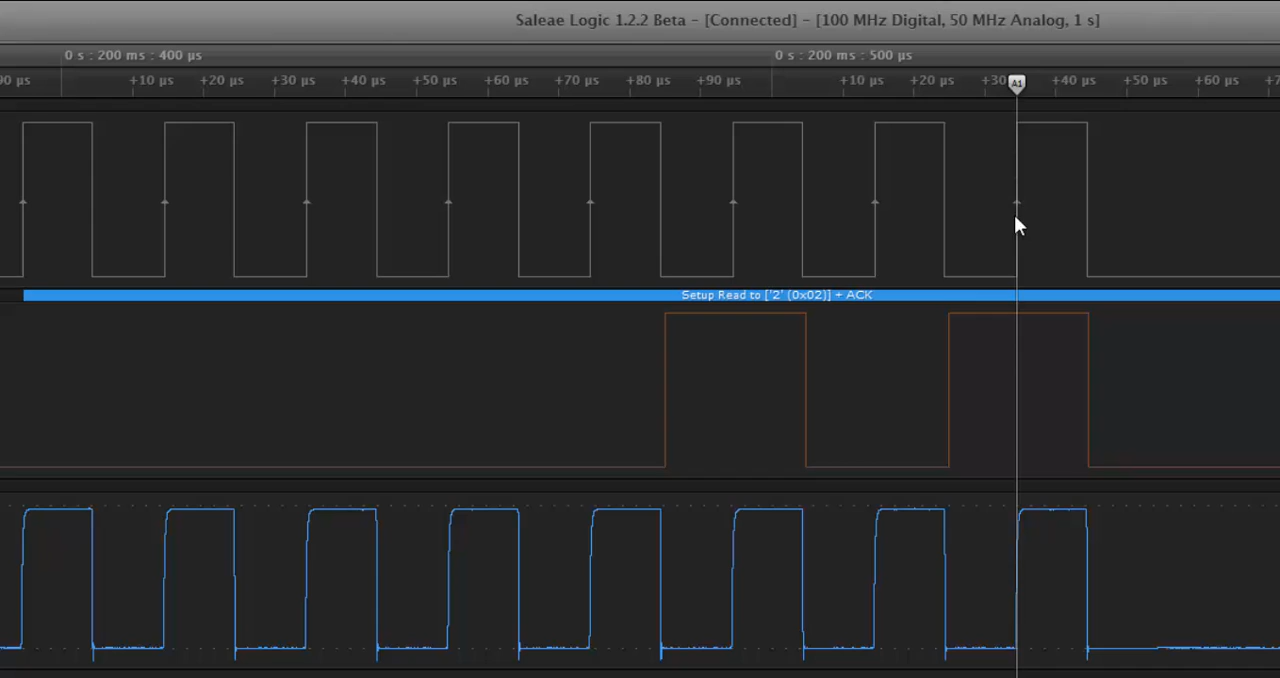 Saleae Logic 1.2.2 Beta - [Connected] - [100 MHz Digital, 50 MHz Analog, 1 s]
0 s : 200 ms : 400 µs 0 s : 200 ms : 500 µs
90 µs +10 µs +20 µs +30 µs +40 µs +50 µs +60 µs +70 µs +80 µs +90 µs +10 µs +20 µs +30 A1 +40 µs +50 µs +60 µs +7
Setup Read to ['2' (0x02)] + ACK